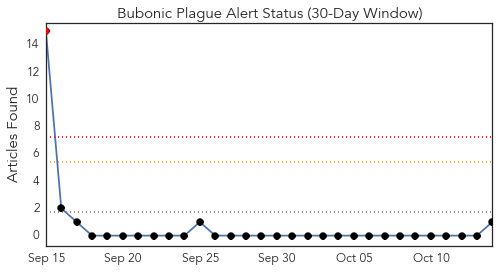 Bubonic Plague Alert Status (30-Day Window)
Articles Found
14
12
10
8
6
4
2
0
Sep 15 Sep 20 Sep 25 Sep 30 Oct 05 Oct 10